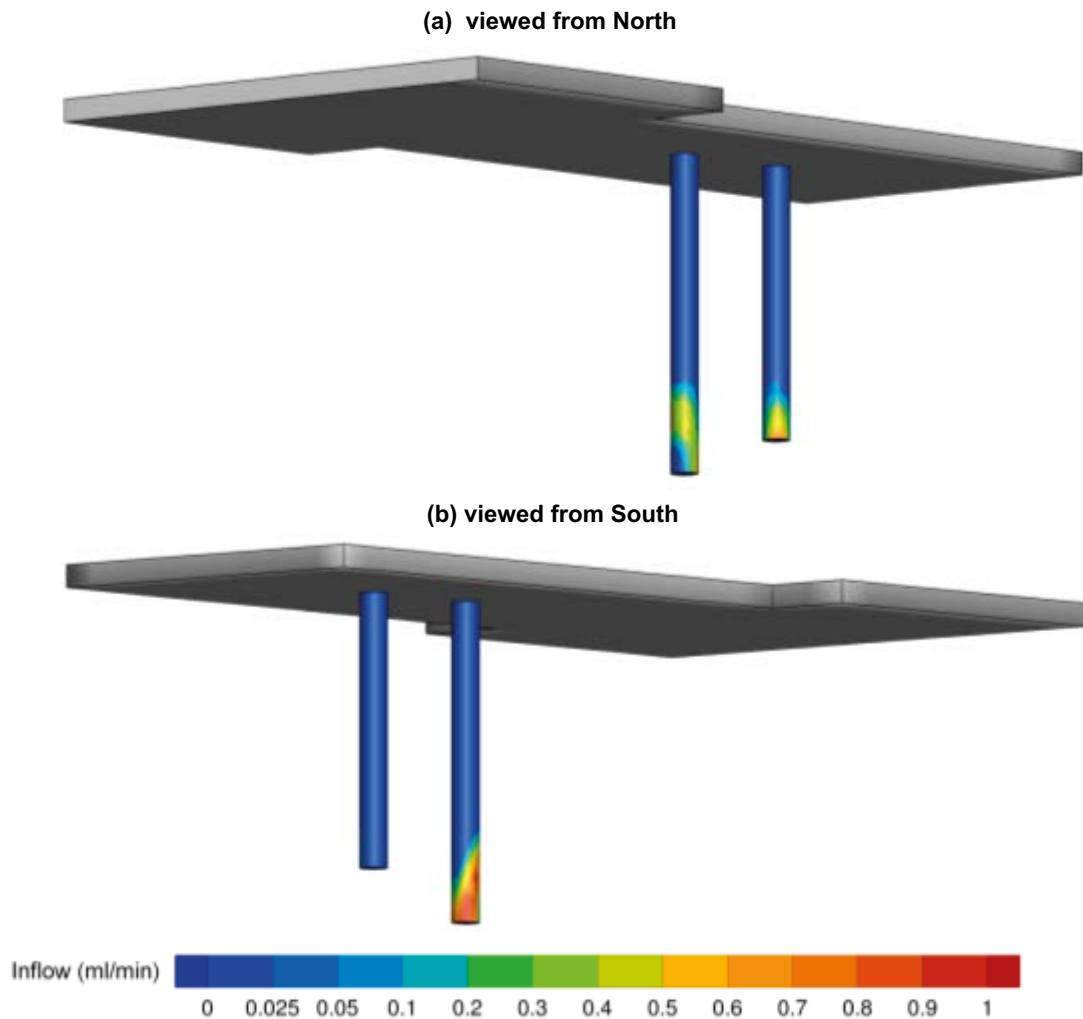 (a) viewed from North
(b) viewed from South
Inflow (ml/min)
0 0.025 0.05 0.1 0.2 0.3 0.4 0.5 0.6 0.7 0.8 0.9 1